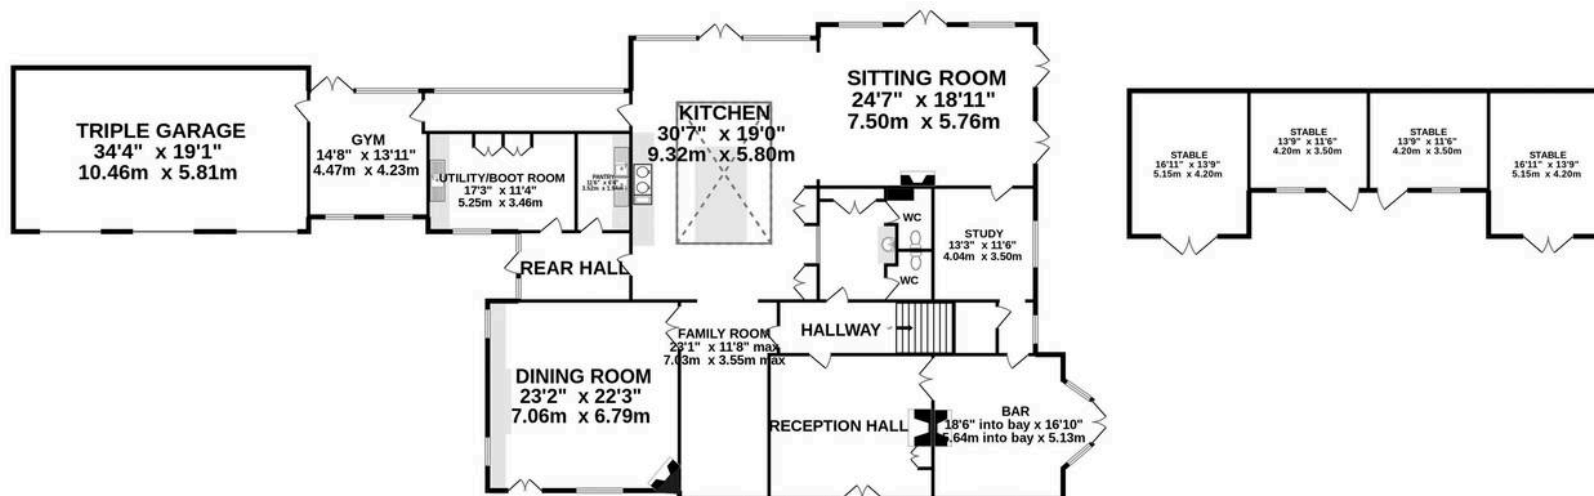 TRIPLE GARAGE
34'4" x 19'1"
10.46m x 5.81m
GYM
14'8" x 13'11"
4.47m x 4.23m
UTILITY/BOOT ROOM
17'3" x 11'4"
5.25m x 3.46m
PANTRY
KITCHEN
30'7" x 19'0"
9.32m x 5.80m
SITTING ROOM
24'7" x 18'11"
7.50m x 5.76m
WC
WC
STUDY
13'3" x 11'6"
4.04m x 3.50m
REAR HALL
FAMILY ROOM
23'1" x 11'8" max
7.03m x 3.55m max
HALLWAY
DINING ROOM
23'2" x 22'3"
7.06m x 6.79m
RECEPTION HALL
BAR
18'6" into bay x 16'10"
5.64m into bay x 5.13m
STABLE
16'11" x 13'9"
5.15m x 4.20m
STABLE
13'9" x 11'6"
4.20m x 3.50m
STABLE
13'9" x 11'6"
4.20m x 3.50m
STABLE
16'11" x 13'9"
5.15m x 4.20m